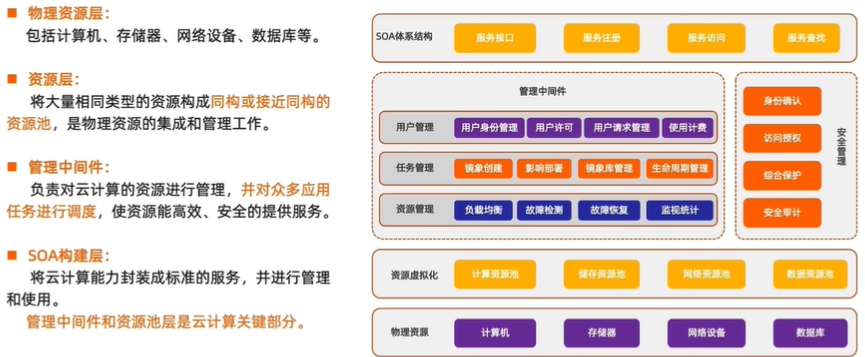 物理资源层：
包括计算机、存储器、网络设备、数据库等。
资源层：
将大量相同类型的资源构成同构或接近同构的
资源池，是物理资源的集成和管理工作。
管理中间件：
负责对云计算的资源进行管理，并对众多应用
任务进行调度，使资源能高效、安全的提供服务。
SOA构建层：
将云计算能力封装成标准的服务，并进行管理
和使用。
管理中间件和资源池层是云计算关键部分。
SOA体系结构 服务接口 服务注册 服务访问 服务查找
管理中间件
用户管理 用户身份管理 用户许可 用户请求管理 使用计费
任务管理 镜象创建 影响部署 镜象库管理 生命周期管理
资源管理 负载均衡 故障检测 故障恢复 监视统计
身份确认
访问授权
综合保护
安全审计
安全管理
资源虚拟化 计算资源池 储存资源池 网络资源池 数据资源池
物理资源 计算机 存储器 网络设备 数据库